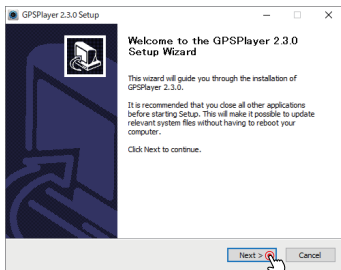 GPSPlayer 2.3.0 Setup
Welcome to the GPSPlayer 2.3.0
Setup Wizard
This wizard will guide you through the installation of
GPSPlayer 2.3.0.
It is recommended that you close all other applications
before starting Setup. This will make it possible to update
relevant system files without having to reboot your
computer.
Click Next to continue.
Next > Cancel